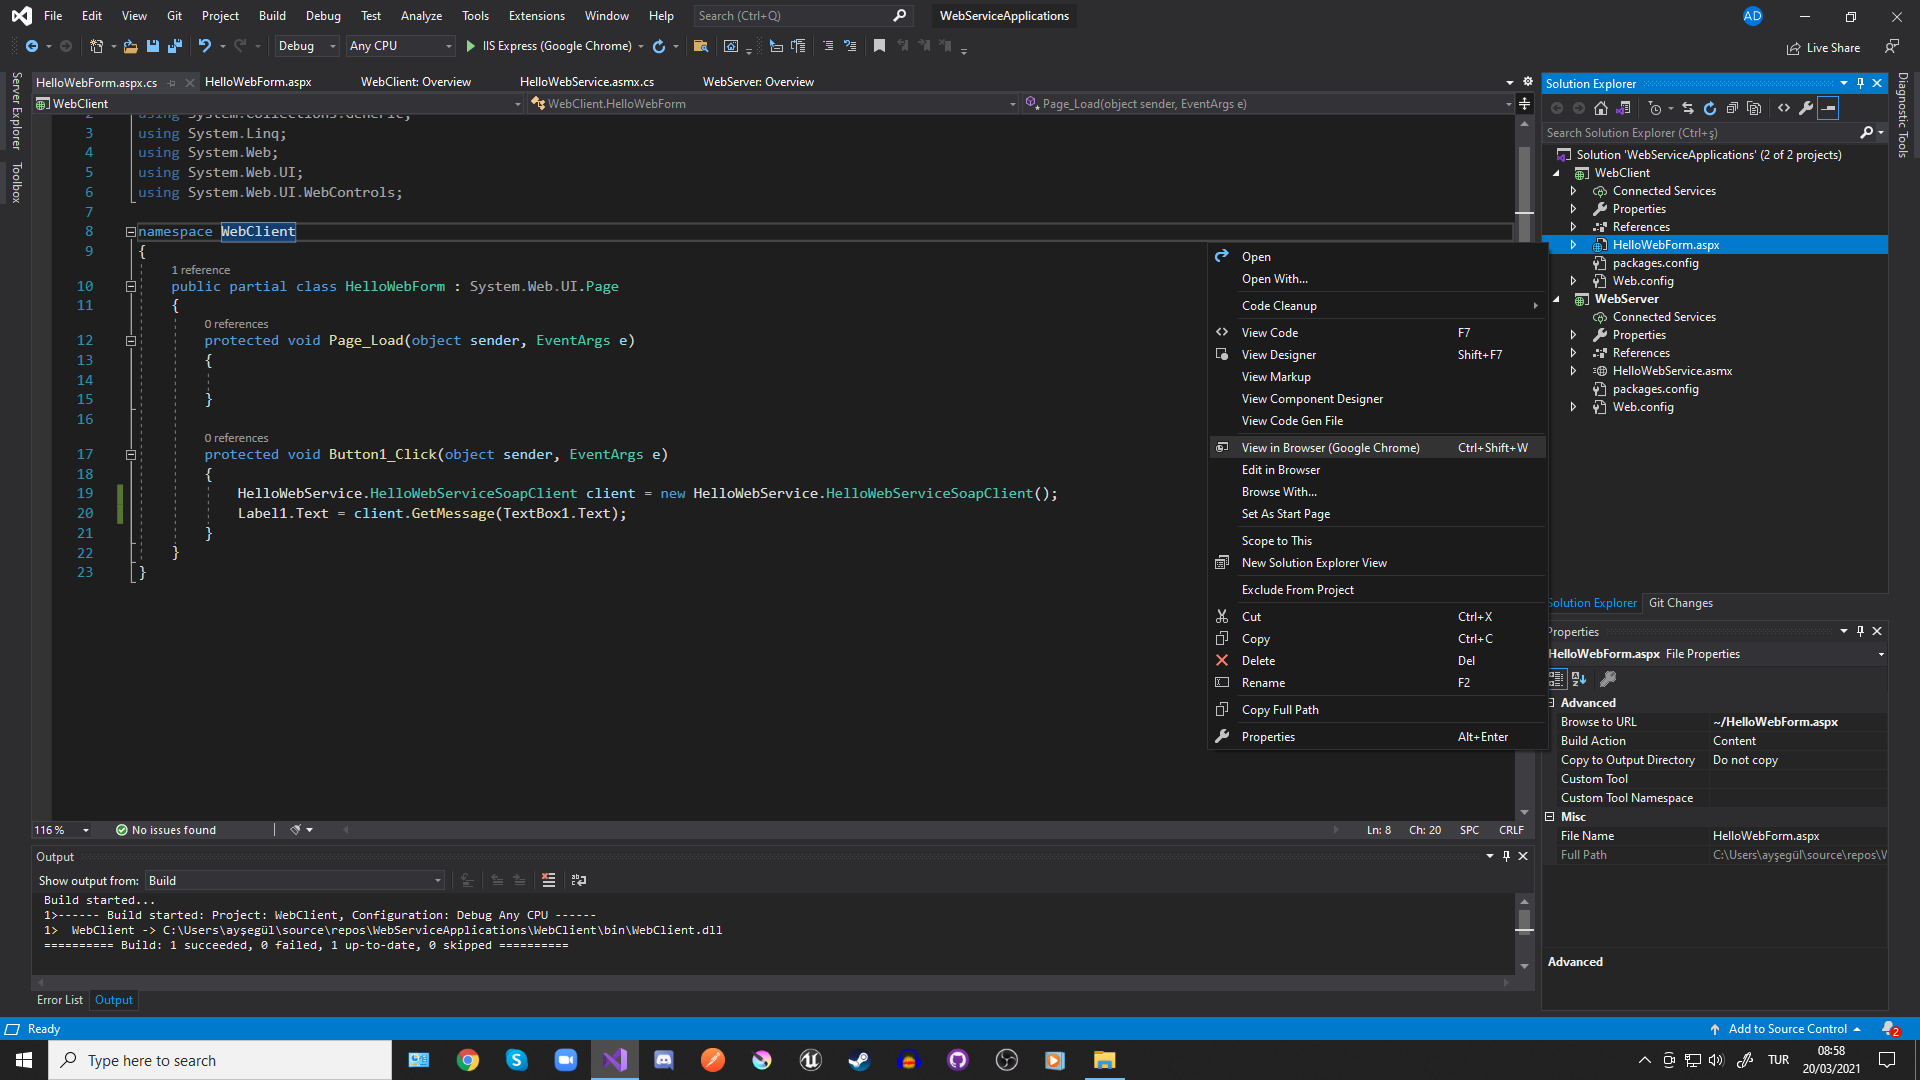 File Edit View Git Project Build Debug Test Analyze Tools Extensions Window Help Search (Ctrl+Q) WebServiceApplications AD
Debug Any CPU IIS Express (Google Chrome) Live Share
Server Explorer
Toolbox
HelloWebForm.aspx.cs HelloWebForm.aspx WebClient: Overview HelloWebService.asmx.cs WebServer: Overview
WebClient WebClient.HelloWebForm Page_Load(object sender, EventArgs e)
2 using System.Collections.Generic;
3 using System.Linq;
4 using System.Web;
5 using System.Web.UI;
6 using System.Web.UI.WebControls;
7
8 namespace WebClient
9 {
1 reference
10 public partial class HelloWebForm : System.Web.UI.Page
11 {
0 references
12 protected void Page_Load(object sender, EventArgs e)
13 {
14
15 }
16
0 references
17 protected void Button1_Click(object sender, EventArgs e)
18 {
19 HelloWebService.HelloWebServiceSoapClient client = new HelloWebService.HelloWebServiceSoapClient();
20 Label1.Text = client.GetMessage(TextBox1.Text);
21 }
22 }
23 }
116 % No issues found Ln: 8 Ch: 20 SPC CRLF
Open
Open With...
Code Cleanup
View Code F7
View Designer Shift+F7
View Markup
View Component Designer
View Code Gen File
View in Browser (Google Chrome) Ctrl+Shift+W
Edit in Browser
Browse With...
Set As Start Page
Scope to This
New Solution Explorer View
Exclude From Project
Cut Ctrl+X
Copy Ctrl+C
Delete Del
Rename F2
Copy Full Path
Properties Alt+Enter
Solution Explorer
Search Solution Explorer (Ctrl+ş)
Solution 'WebServiceApplications' (2 of 2 projects)
WebClient
Connected Services
Properties
References
HelloWebForm.aspx
packages.config
Web.config
WebServer
Connected Services
Properties
References
HelloWebService.asmx
packages.config
Web.config
Solution Explorer Git Changes
Properties
HelloWebForm.aspx File Properties
Advanced
Browse to URL ~/HelloWebForm.aspx
Build Action Content
Copy to Output Directory Do not copy
Custom Tool
Custom Tool Namespace
Misc
File Name HelloWebForm.aspx
Full Path C:\Users\ayşegül\source\repos\W
Advanced
Diagnostic Tools
Output
Show output from: Build
Build started...
1>------ Build started: Project: WebClient, Configuration: Debug Any CPU ------
1> WebClient -> C:\Users\ayşegül\source\repos\WebServiceApplications\WebClient\bin\WebClient.dll
========== Build: 1 succeeded, 0 failed, 1 up-to-date, 0 skipped ==========
Error List Output
Ready Add to Source Control 2
Type here to search TUR 08:58
20/03/2021